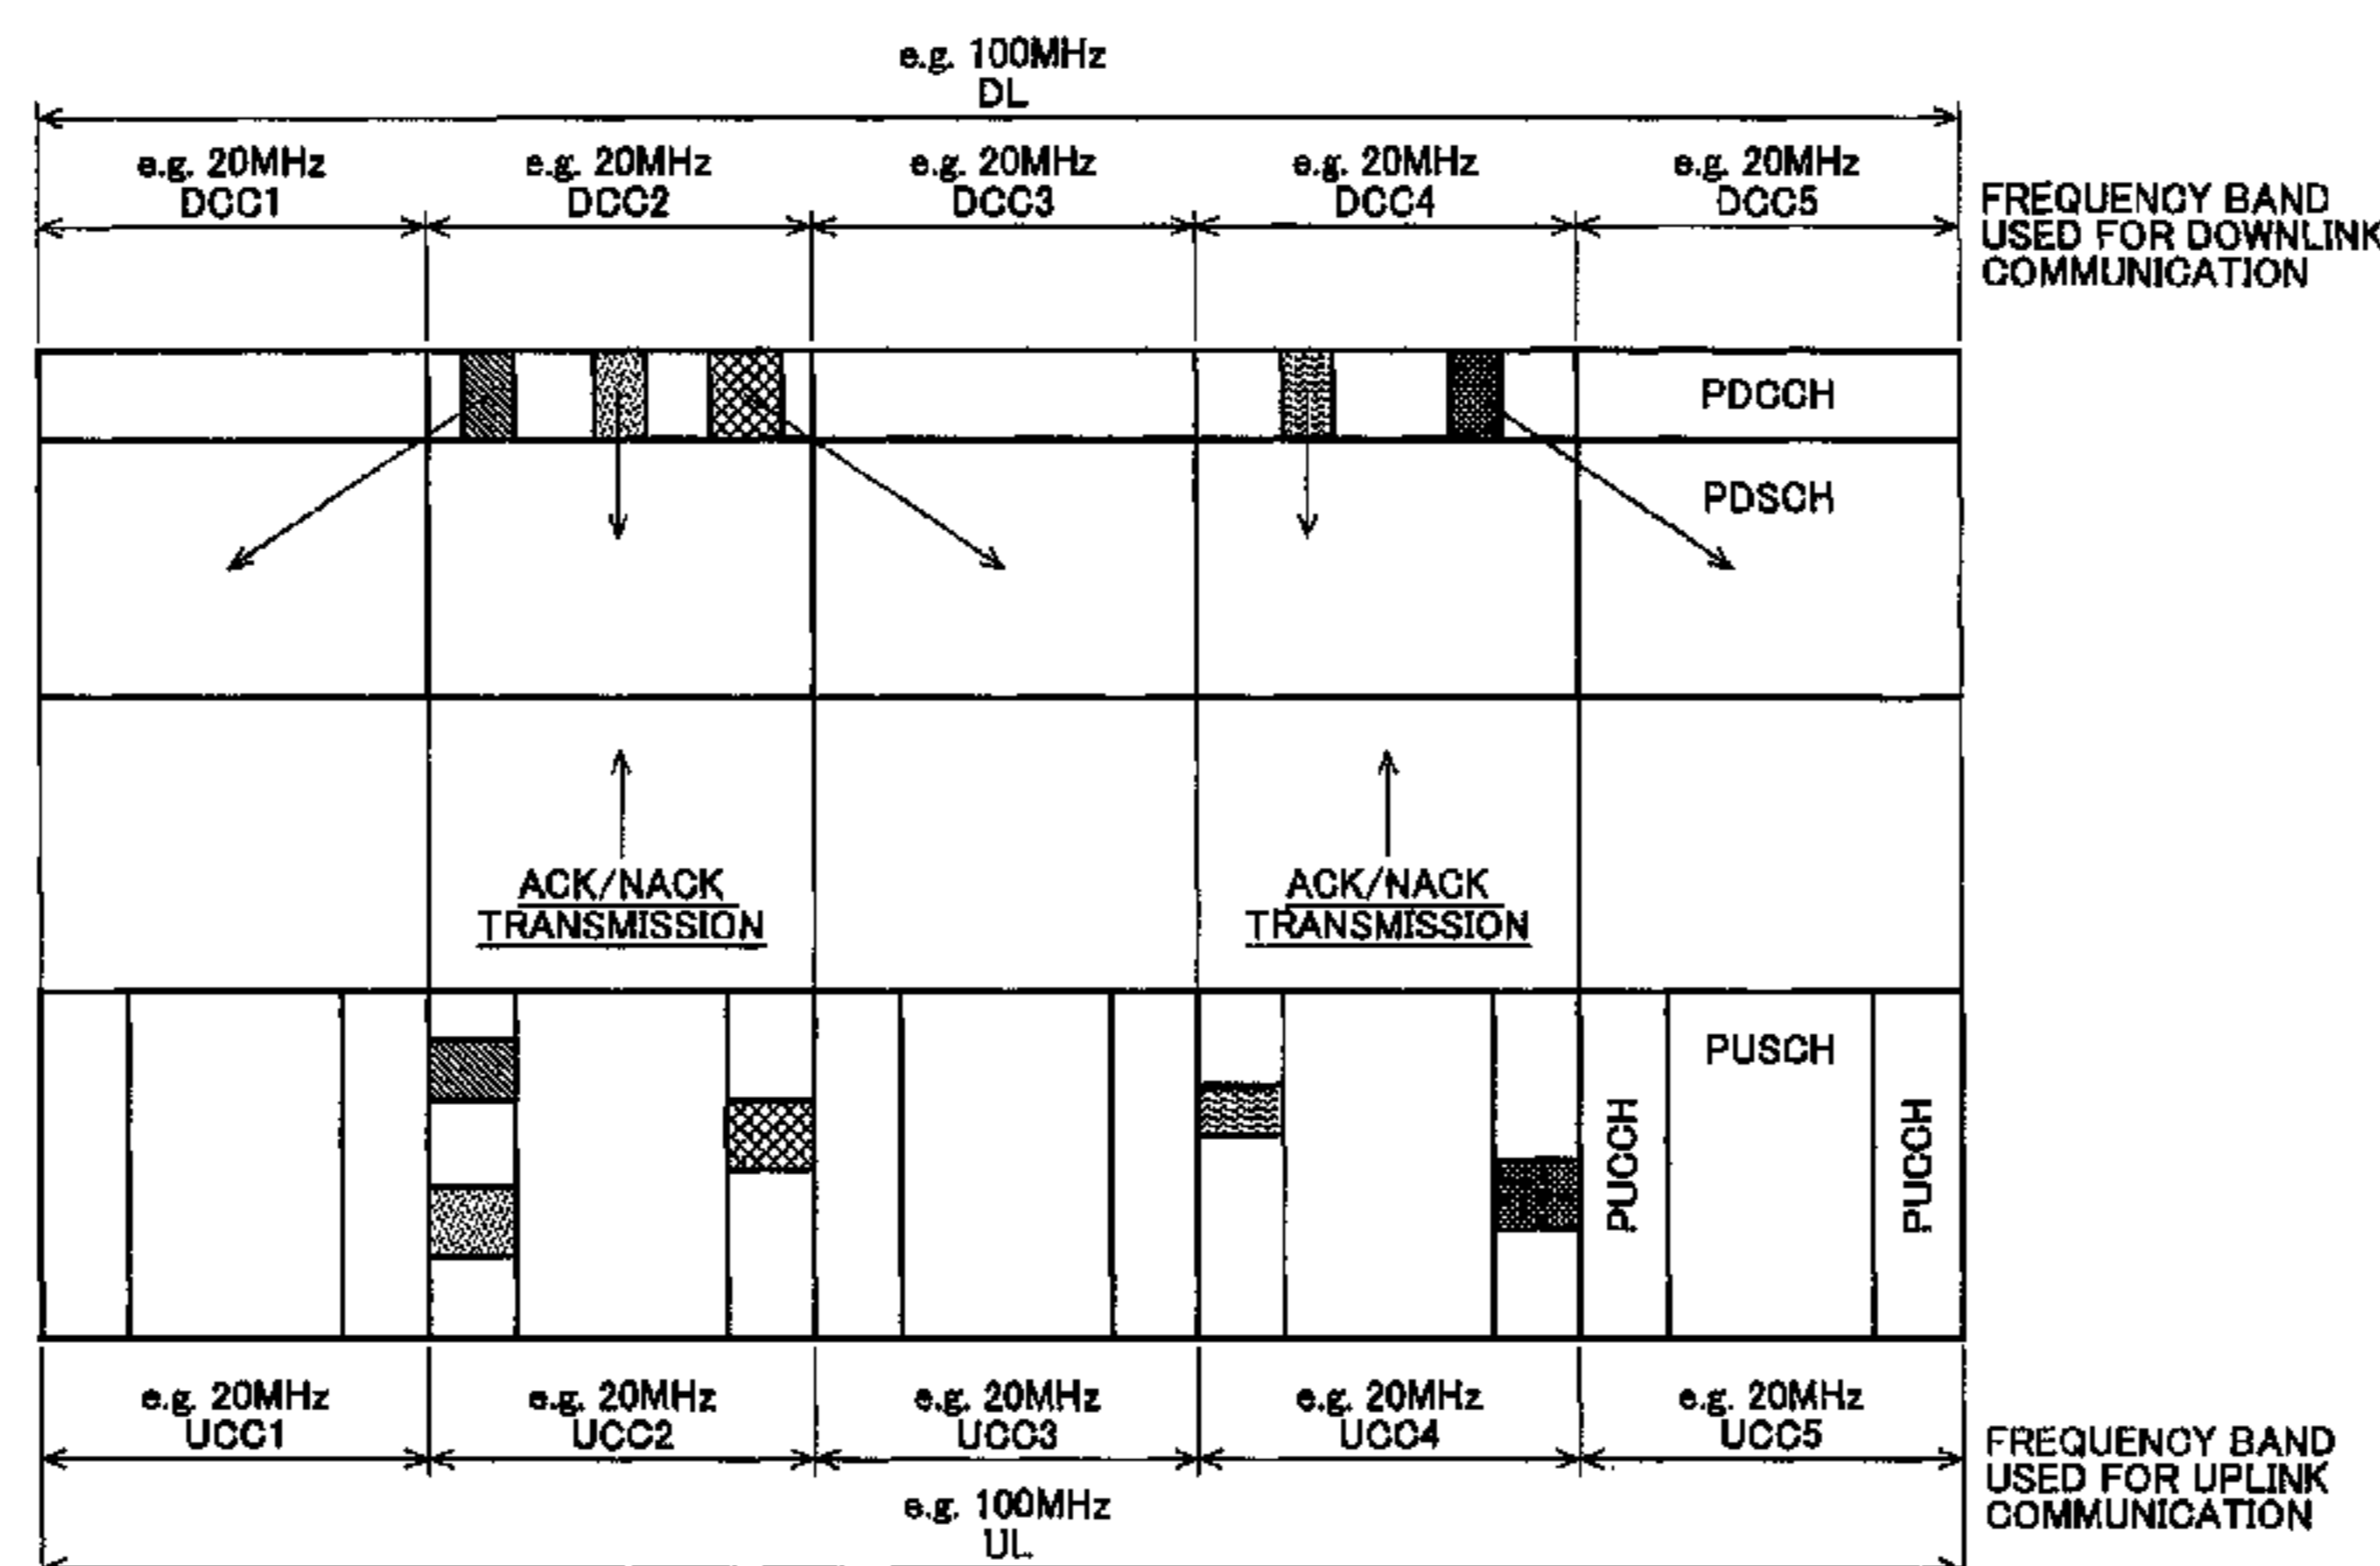 e.g. 100MHz
DL
e.g. 20MHz
DCC1
e.g. 20MHz
DCC2
e.g. 20MHz
DCC3
e.g. 20MHz
DCC4
e.g. 20MHz
DCC5
FREQUENCY BAND
USED FOR DOWNLINK
COMMUNICATION
PDCCH
PDSCH
ACK/NACK
TRANSMISSION
ACK/NACK
TRANSMISSION
PUCCH
PUSCH
PUCCH
e.g. 20MHz
UCC1
e.g. 20MHz
UCC2
e.g. 20MHz
UCC3
e.g. 20MHz
UCC4
e.g. 20MHz
UCC5
FREQUENCY BAND
USED FOR UPLINK
COMMUNICATION
e.g. 100MHz
UL